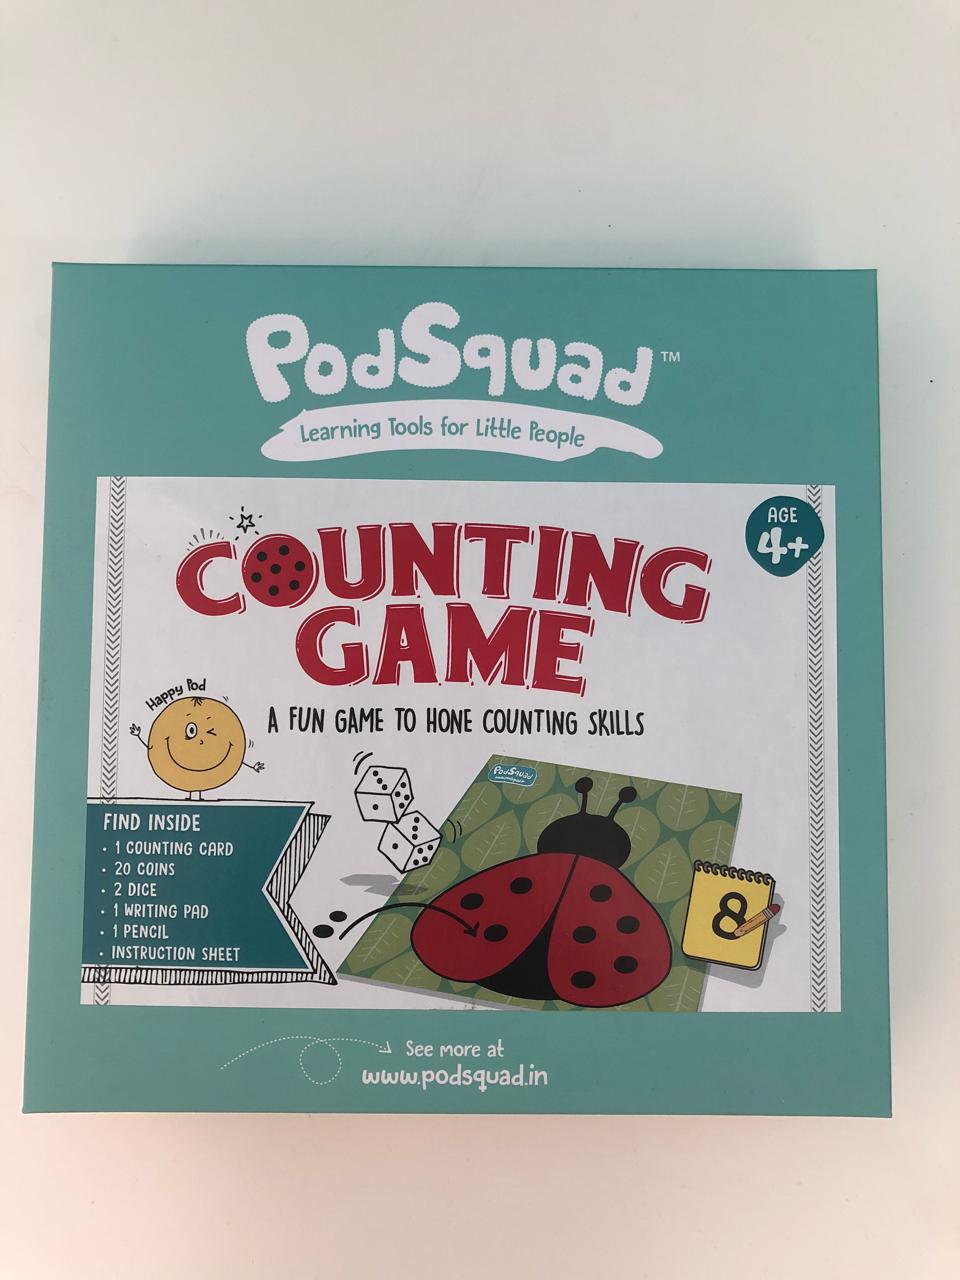 PodSquad™
Learning Tools for Little People
AGE
4+
COUNTING
GAME
Happy Pod
A FUN GAME TO HONE COUNTING SKILLS
PodSquad
FIND INSIDE
· 1 COUNTING CARD
· 20 COINS
· 2 DICE
· 1 WRITING PAD
· 1 PENCIL
· INSTRUCTION SHEET
8
See more at
www.podsquad.in